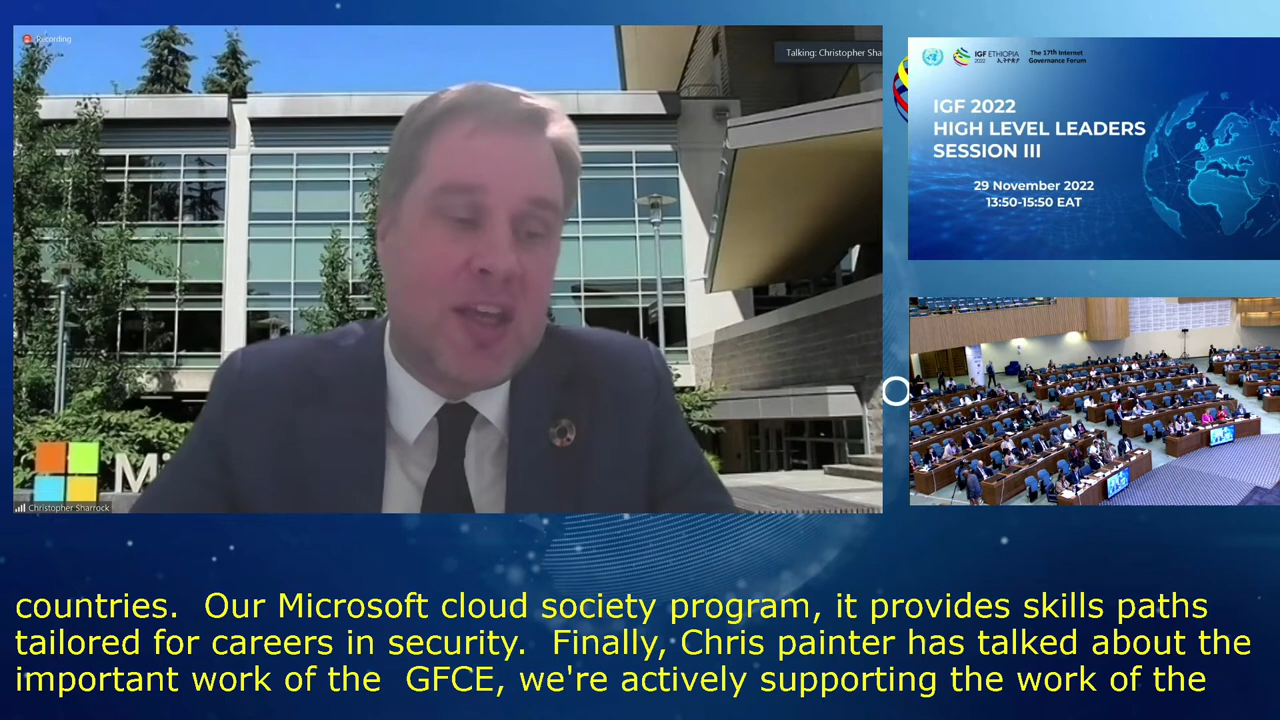 Recording
Talking: Christopher Sha
Mi
Christopher Sharrock
IGF ETHIOPIA
2022 ኢትዮጵያ
The 17th Internet
Governance Forum
IGF 2022
HIGH LEVEL LEADERS
SESSION III
29 November 2022
13:50-15:50 EAT
O
countries.  Our Microsoft cloud society program, it provides skills paths
tailored for careers in security.  Finally, Chris painter has talked about the
important work of the  GFCE, we're actively supporting the work of the